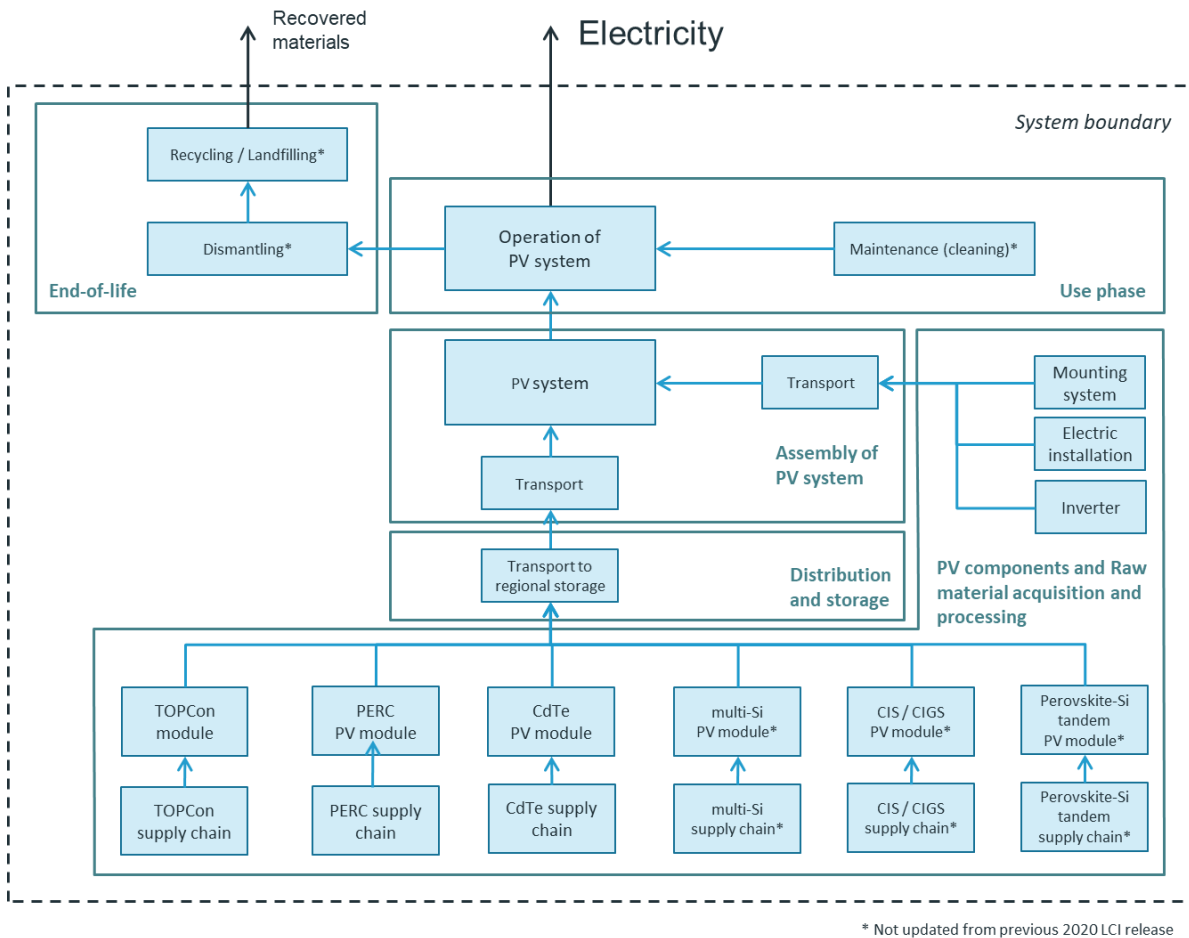 Recovered
materials
Electricity
System boundary
Recycling / Landfilling*
Dismantling*
End-of-life
Operation of
PV system
Maintenance (cleaning)*
Use phase
PV system
Transport
Mounting
system
Electric
installation
Inverter
Assembly of
PV system
Transport
Transport to
regional storage
Distribution
and storage
PV components and Raw
material acquisition and
processing
TOPCon
module
PERC
PV module
CdTe
PV module
multi-Si
PV module*
CIS / CIGS
PV module*
Perovskite-Si
tandem
PV module*
TOPCon
supply chain
PERC supply
chain
CdTe supply
chain
multi-Si
supply chain*
CIS / CIGS
supply chain*
Perovskite-Si
tandem
supply chain*
* Not updated from previous 2020 LCI release